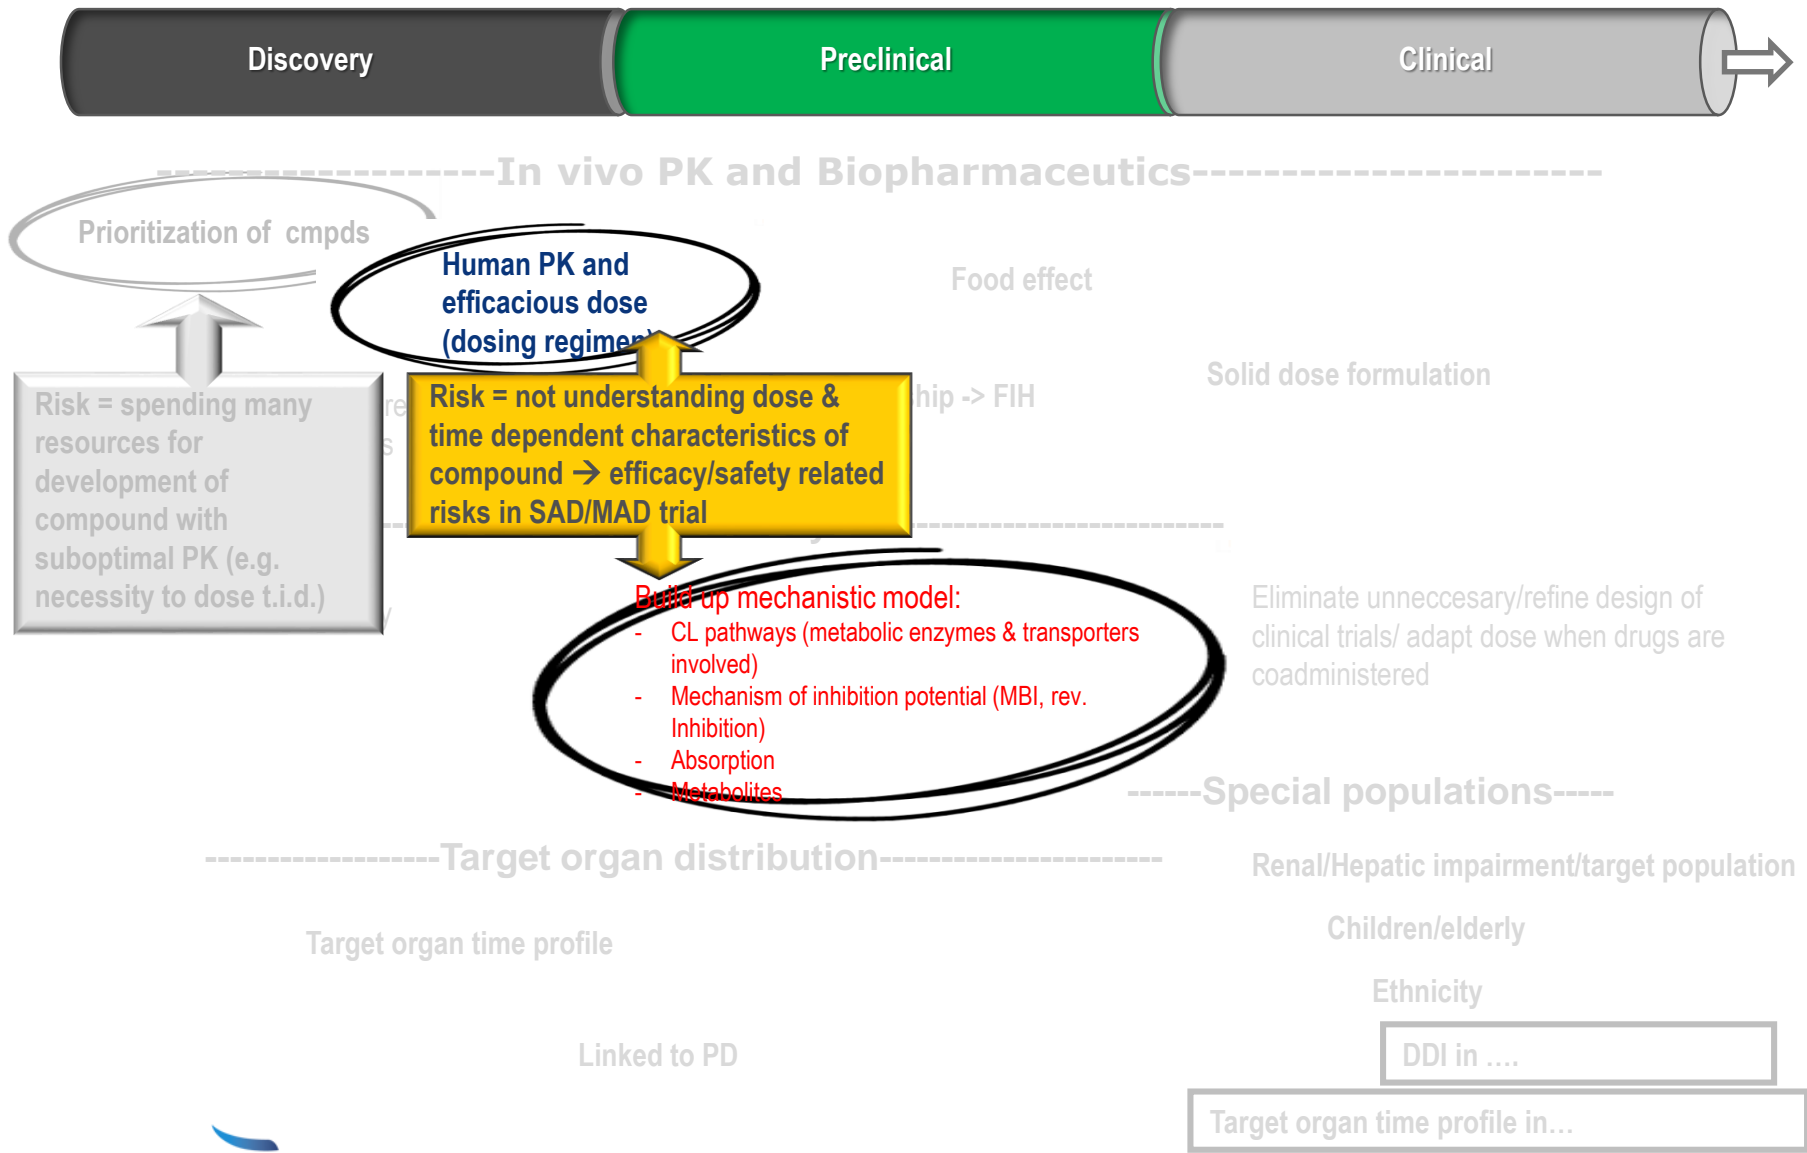 Discovery
Preclinical
Clinical
------------------In vivo PK and Biopharmaceutics----------------------
Prioritization of cmpds
Human PK and
efficacious dose
(dosing regimen)
Food effect
Solid dose formulation
Risk = spending many
resources for
development of
compound with
suboptimal PK (e.g.
necessity to dose t.i.d.)
Risk = not understanding dose &
time dependent characteristics of
compound → efficacy/safety related
risks in SAD/MAD trial
-> FIH
Build up mechanistic model:
- CL pathways (metabolic enzymes & transporters
involved)
- Mechanism of inhibition potential (MBI, rev.
Inhibition)
- Absorption
- Metabolites
Eliminate unneccesary/refine design of
clinical trials/ adapt dose when drugs are
coadministered
------Special populations-----
-------------------Target organ distribution-----------------------
Renal/Hepatic impairment/target population
Children/elderly
Target organ time profile
Ethnicity
Linked to PD
DDI in ….
Target organ time profile in…